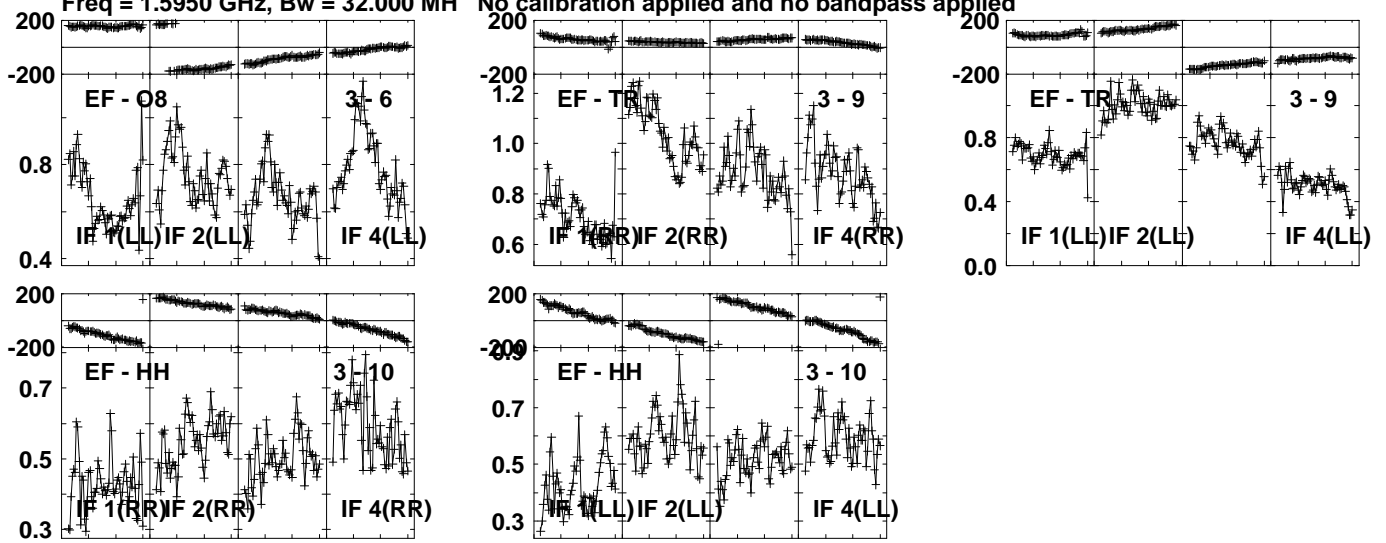 Freq = 1.5950 GHz, Bw = 32.000 MH No calibration applied and no bandpass applied
200
-200
EF - O8
3 - 6
0.8
0.4
IF 1(LL)
IF 2(LL)
IF 4(LL)
200
-200
1.2
EF - TR
3 - 9
1.0
0.8
0.6
IF 1(RR)
IF 2(RR)
IF 4(RR)
200
-200
EF - TR
3 - 9
0.8
0.4
0.0
IF 1(LL)
IF 2(LL)
IF 4(LL)
200
-200
EF - HH
3 - 10
0.7
0.5
0.3
IF 1(RR)
IF 2(RR)
IF 4(RR)
200
-200
0.9
EF - HH
3 - 10
0.7
0.5
0.3
IF 1(LL)
IF 2(LL)
IF 4(LL)